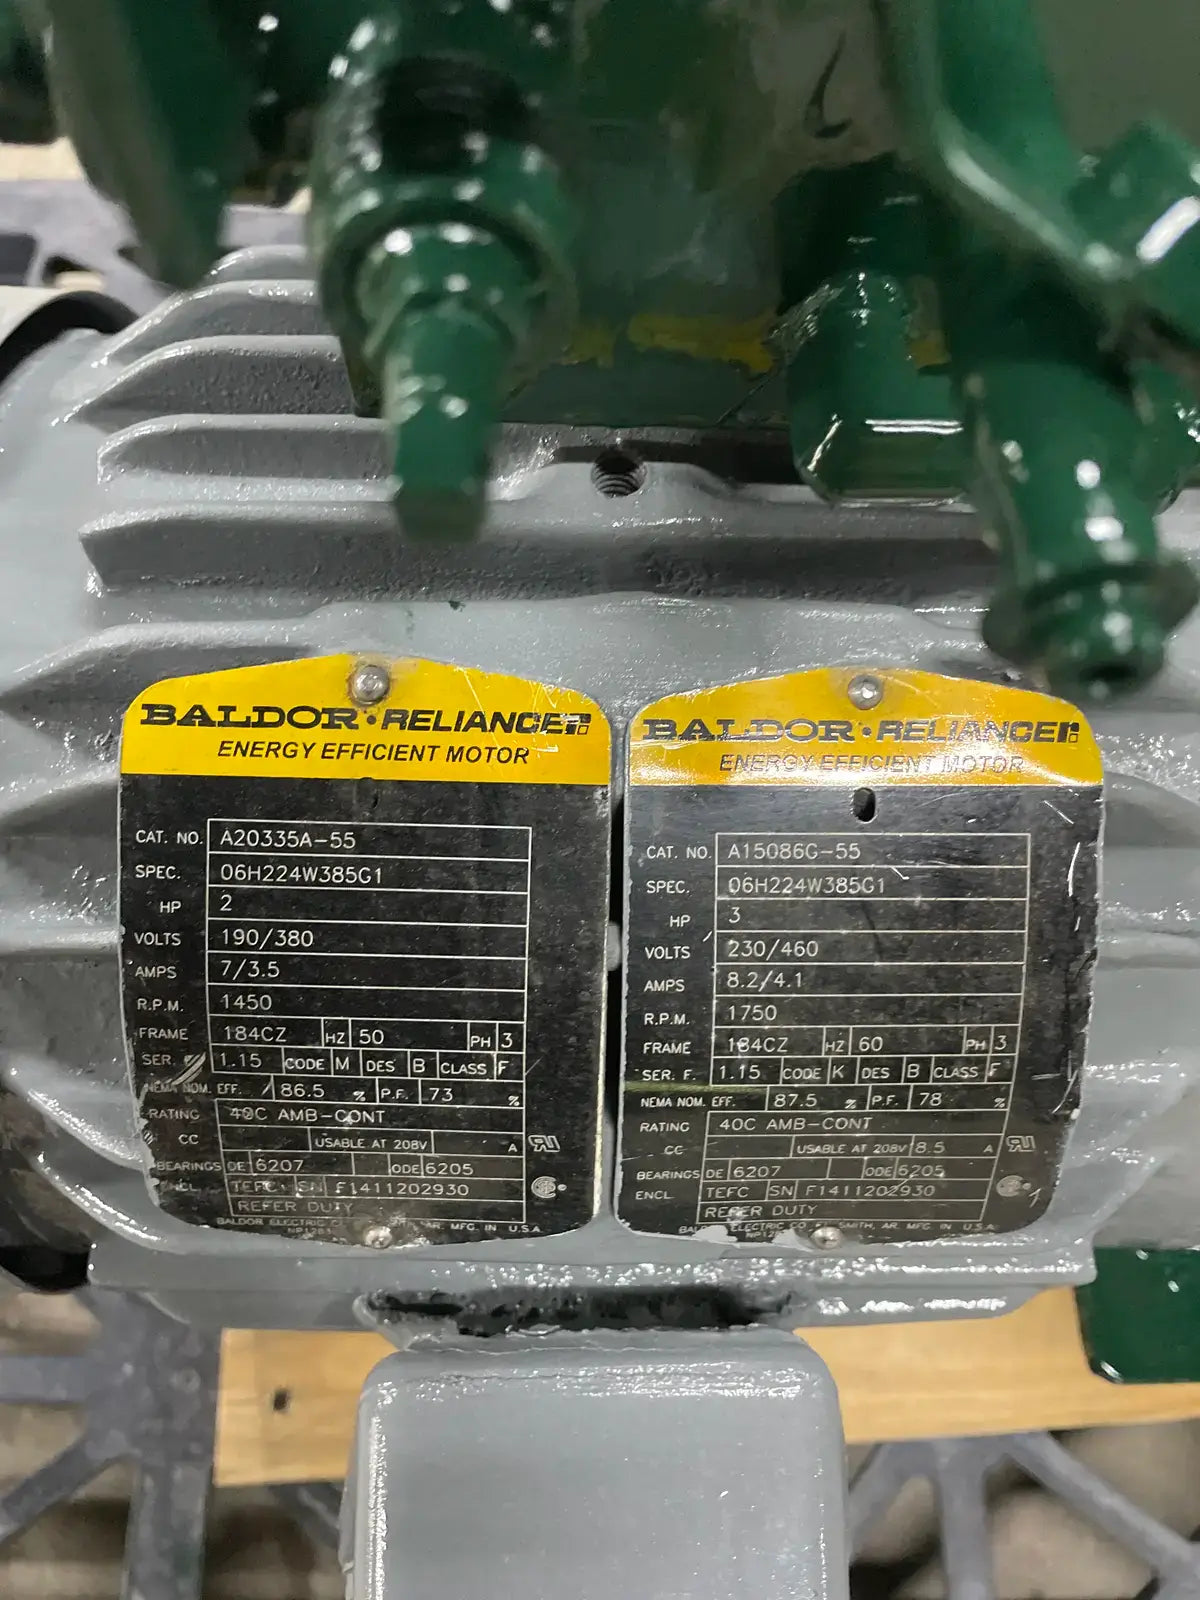 BALDOR • RELIANCER
ENERGY EFFICIENT MOTOR
CAT. NO. A20335A-55
SPEC. 06H224W385G1
HP 2
VOLTS 190/380
AMPS 7/3.5
R.P.M. 1450
FRAME 184CZ HZ 50 PH 3
SER. 1.15 CODE M DES B CLASS F
NEMA NOM. EFF. 86.5 % P.F. 73 %
RATING 40C AMB-CONT
CC USABLE AT 208V A
BEARINGS DE 6207 ODE 6205
ENCL. TEFC SN F1411202930
REFER DUTY
BALDOR ELECTRIC AR. MFG. IN U.S.A.
BALDOR • RELIANCER
ENERGY EFFICIENT MOTOR
CAT. NO. A15086G-55
SPEC. 06H224W385G1
HP 3
VOLTS 230/460
AMPS 8.2/4.1
R.P.M. 1750
FRAME 184CZ HZ 60 PH 3
SER. F. 1.15 CODE K DES B CLASS F
NEMA NOM. EFF. 87.5 % P.F. 78 %
RATING 40C AMB-CONT
CC USABLE AT 208V 8.5 A
BEARINGS DE 6207 ODE 6205
ENCL. TEFC SN F1411202930
REFER DUTY
ELECTRIC CO. SMITH, AR. MFG. IN U.S.A.